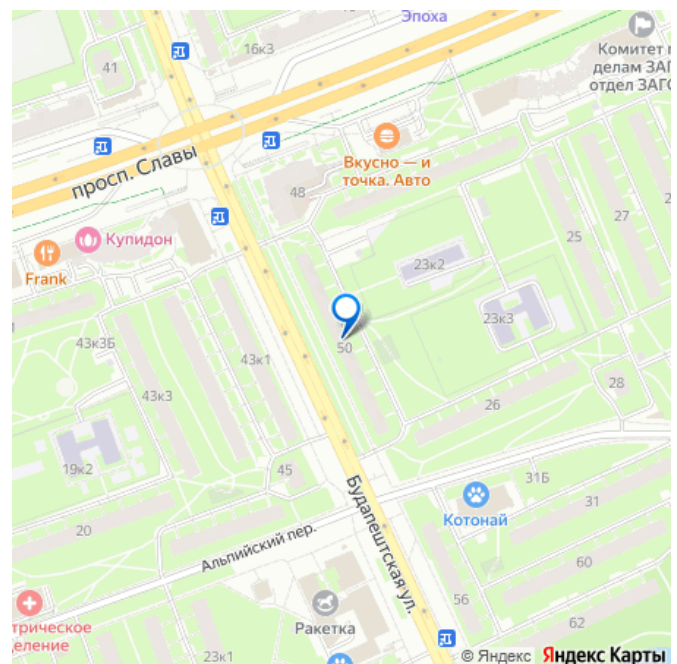 Эпоха
16к3
41
Комитет п
делам ЗАГ
отдел ЗАГС
просп. Славы
Вкусно — и
точка. Авто
48
27
25
Купидон
Frank
23к2
23к3
50
43к3Б
43к1
43к3
28
26
19к2
45
31Б
31
Котонай
20
Альпийский пер.
Будапештская ул.
60
56
62
Ракетка
трическое
еление
23к1
© Яндекс Яндекс Карты